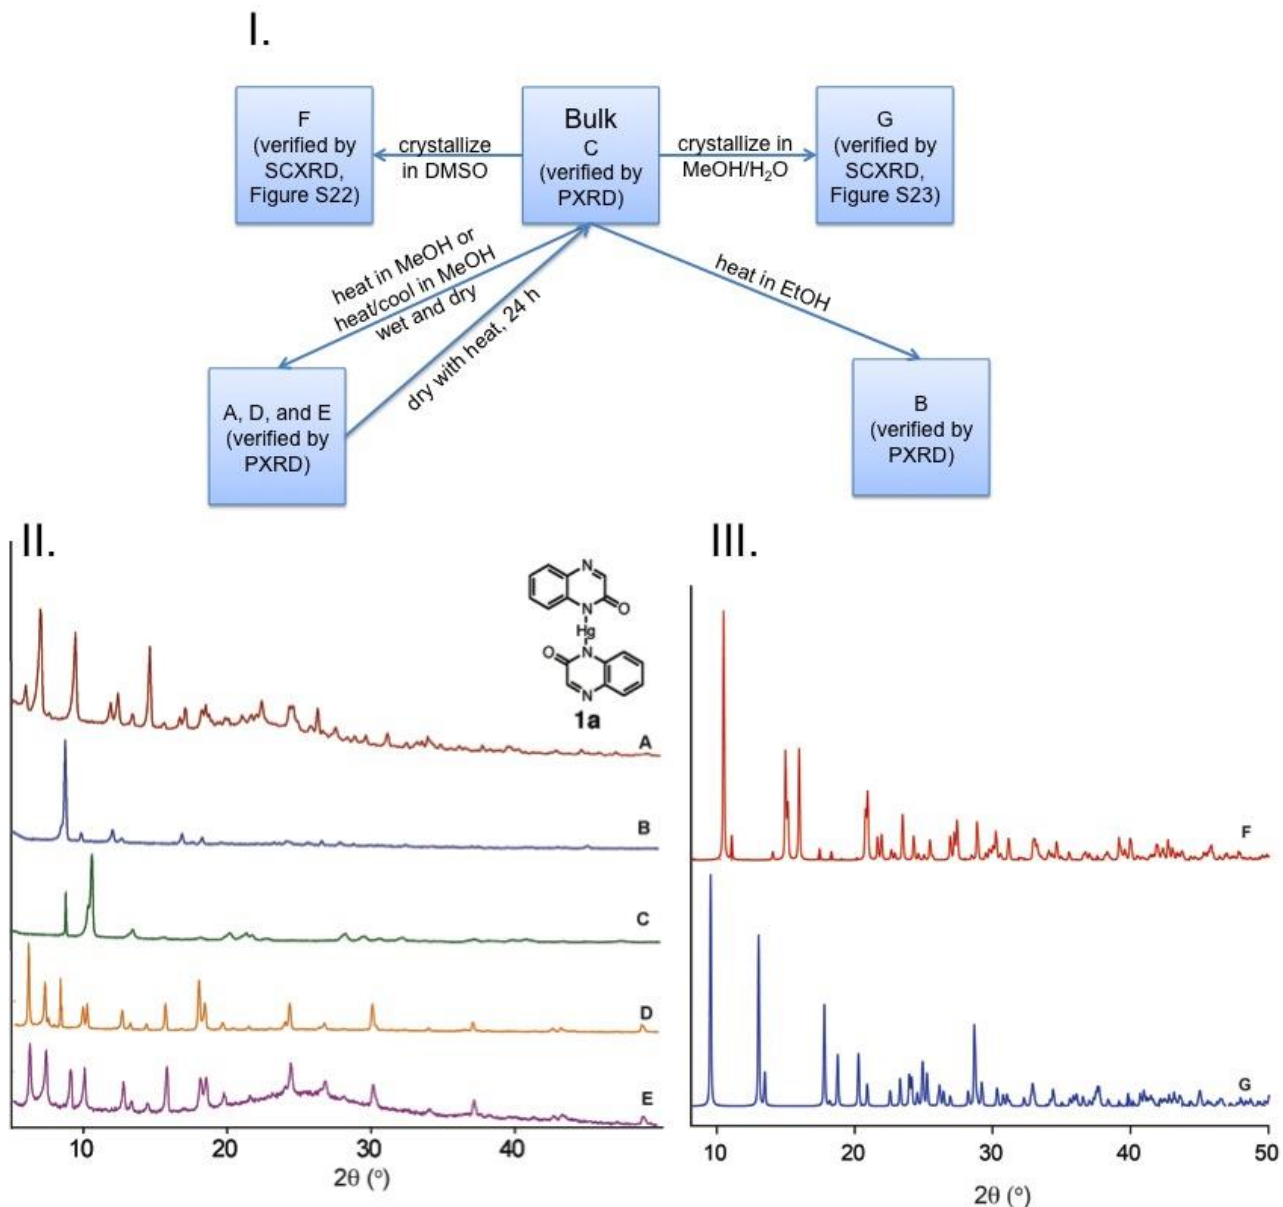 I.
F
(verified by
SCXRD,
Figure S22)
crystallize
in DMSO
Bulk
C
(verified by
PXRD)
crystallize in
MeOH/H₂O
G
(verified by
SCXRD,
Figure S23)
heat in MeOH or
heat/cool in MeOH
wet and dry
dry with heat, 24 h
heat in EtOH
A, D, and E
(verified by
PXRD)
B
(verified by
PXRD)
II.
N
N
O
Hg
O
N
N
1a
A
B
C
D
E
10 20 30 40
2θ (°)
III.
F
G
10 20 30 40 50
2θ (°)